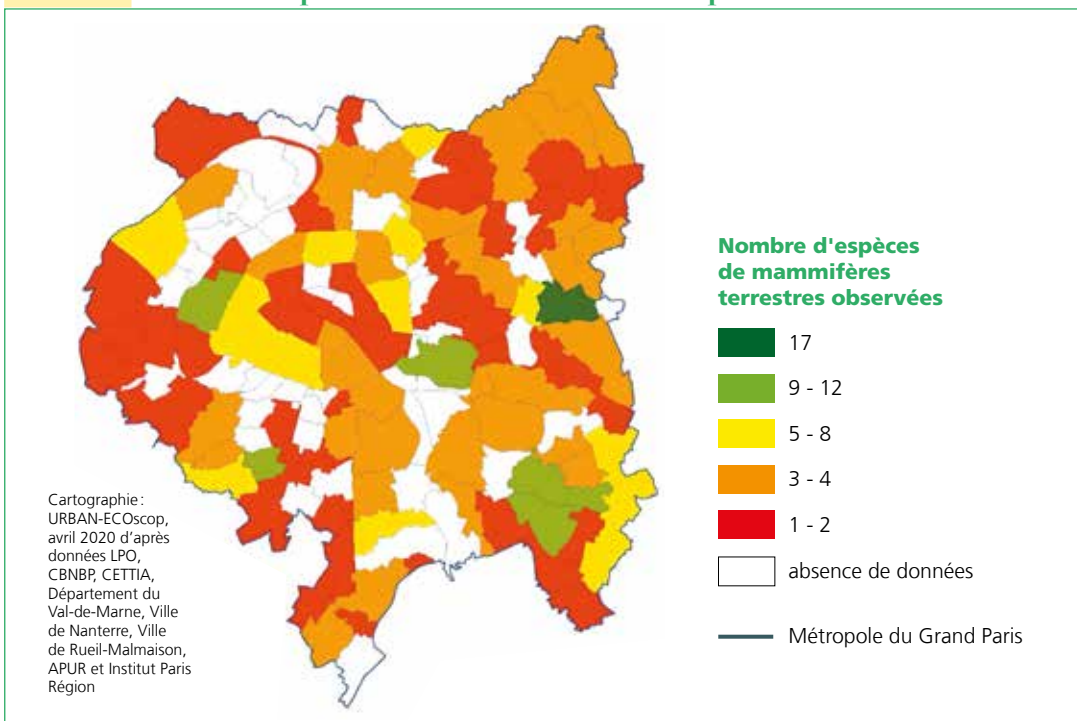 Nombre d'espèces
de mammifères
terrestres observées
17
9 - 12
5 - 8
3 - 4
1 - 2
absence de données
Métropole du Grand Paris
Cartographie :
URBAN-ECOscop,
avril 2020 d'après
données LPO,
CBNBP, CETTIA,
Département du
Val-de-Marne, Ville
de Nanterre, Ville
de Rueil-Malmaison,
APUR et Institut Paris
Région